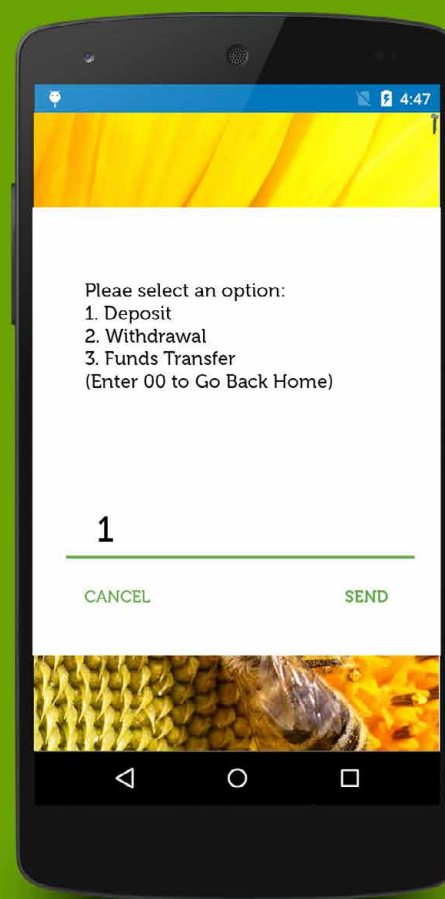 4:47
Pleae select an option:
1. Deposit
2. Withdrawal
3. Funds Transfer
(Enter 00 to Go Back Home)
1
CANCEL
SEND